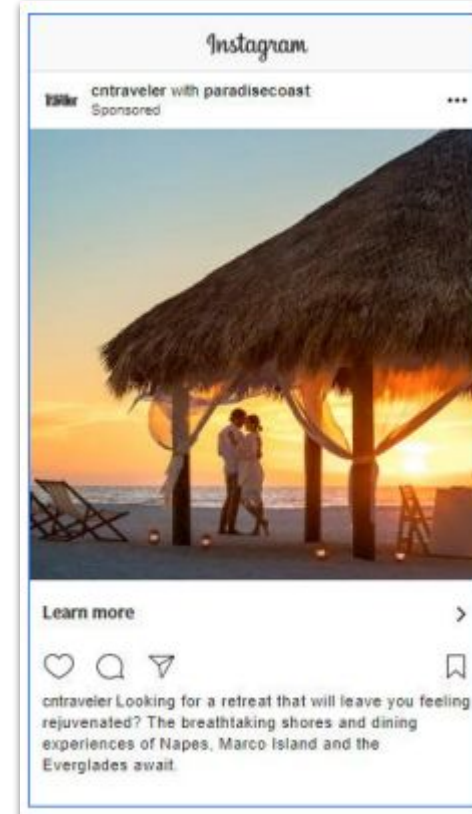 Instagram
cntraveler with paradisecoast
Sponsored
Learn more
cntraveler Looking for a retreat that will leave you feeling
rejuvenated? The breathtaking shores and dining
experiences of Napes, Marco Island and the
Everglades await.